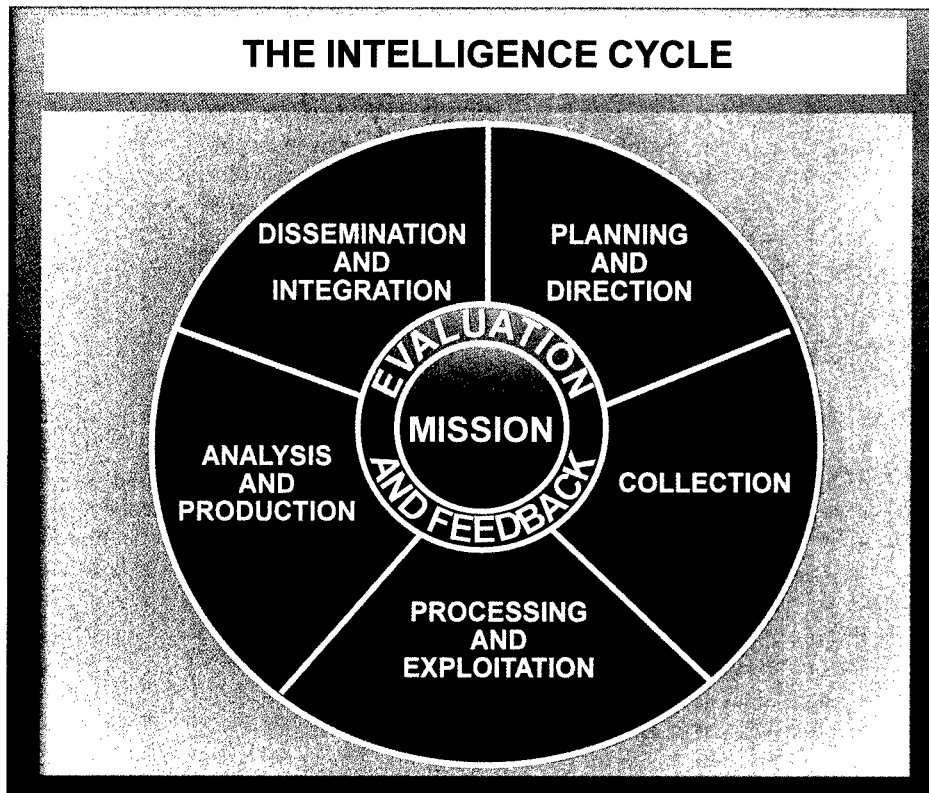 THE INTELLIGENCE CYCLE
DISSEMINATION
AND
INTEGRATION
PLANNING
AND
DIRECTION
EVALUATION
AND FEEDBACK
MISSION
ANALYSIS
AND
PRODUCTION
COLLECTION
PROCESSING
AND
EXPLOITATION